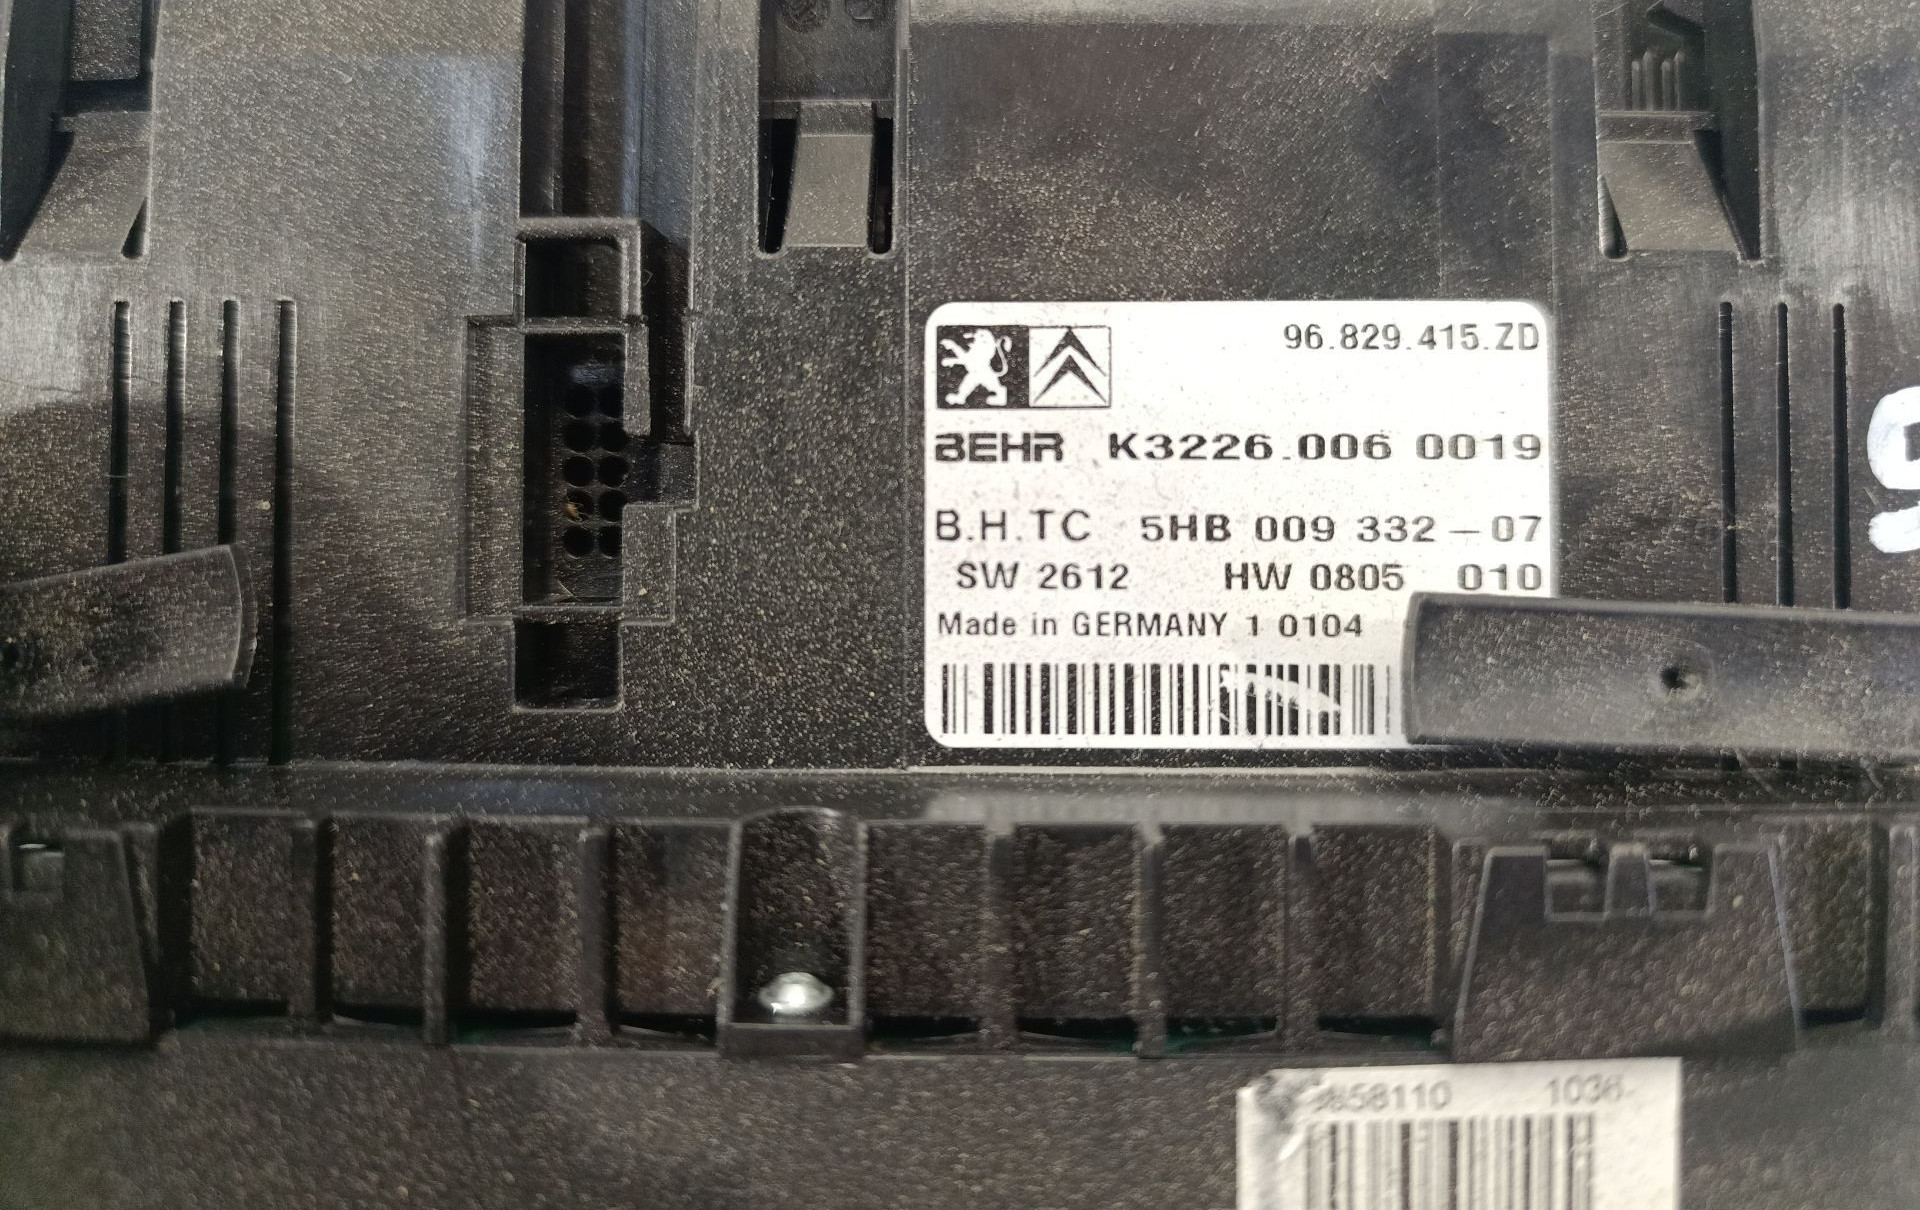 96.829.415.ZD
BEHR K3226.006 0019
B.H.TC 5HB 009 332-07
SW 2612 HW 0805 010
Made in GERMANY 1 0104
1036